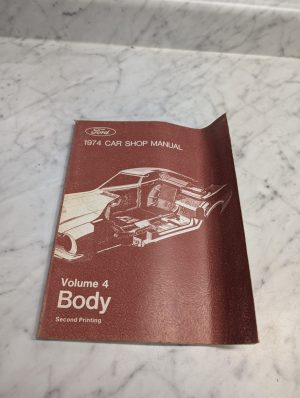 Ford
1974 CAR SHOP MANUAL
Volume 4
Body
Second Printing